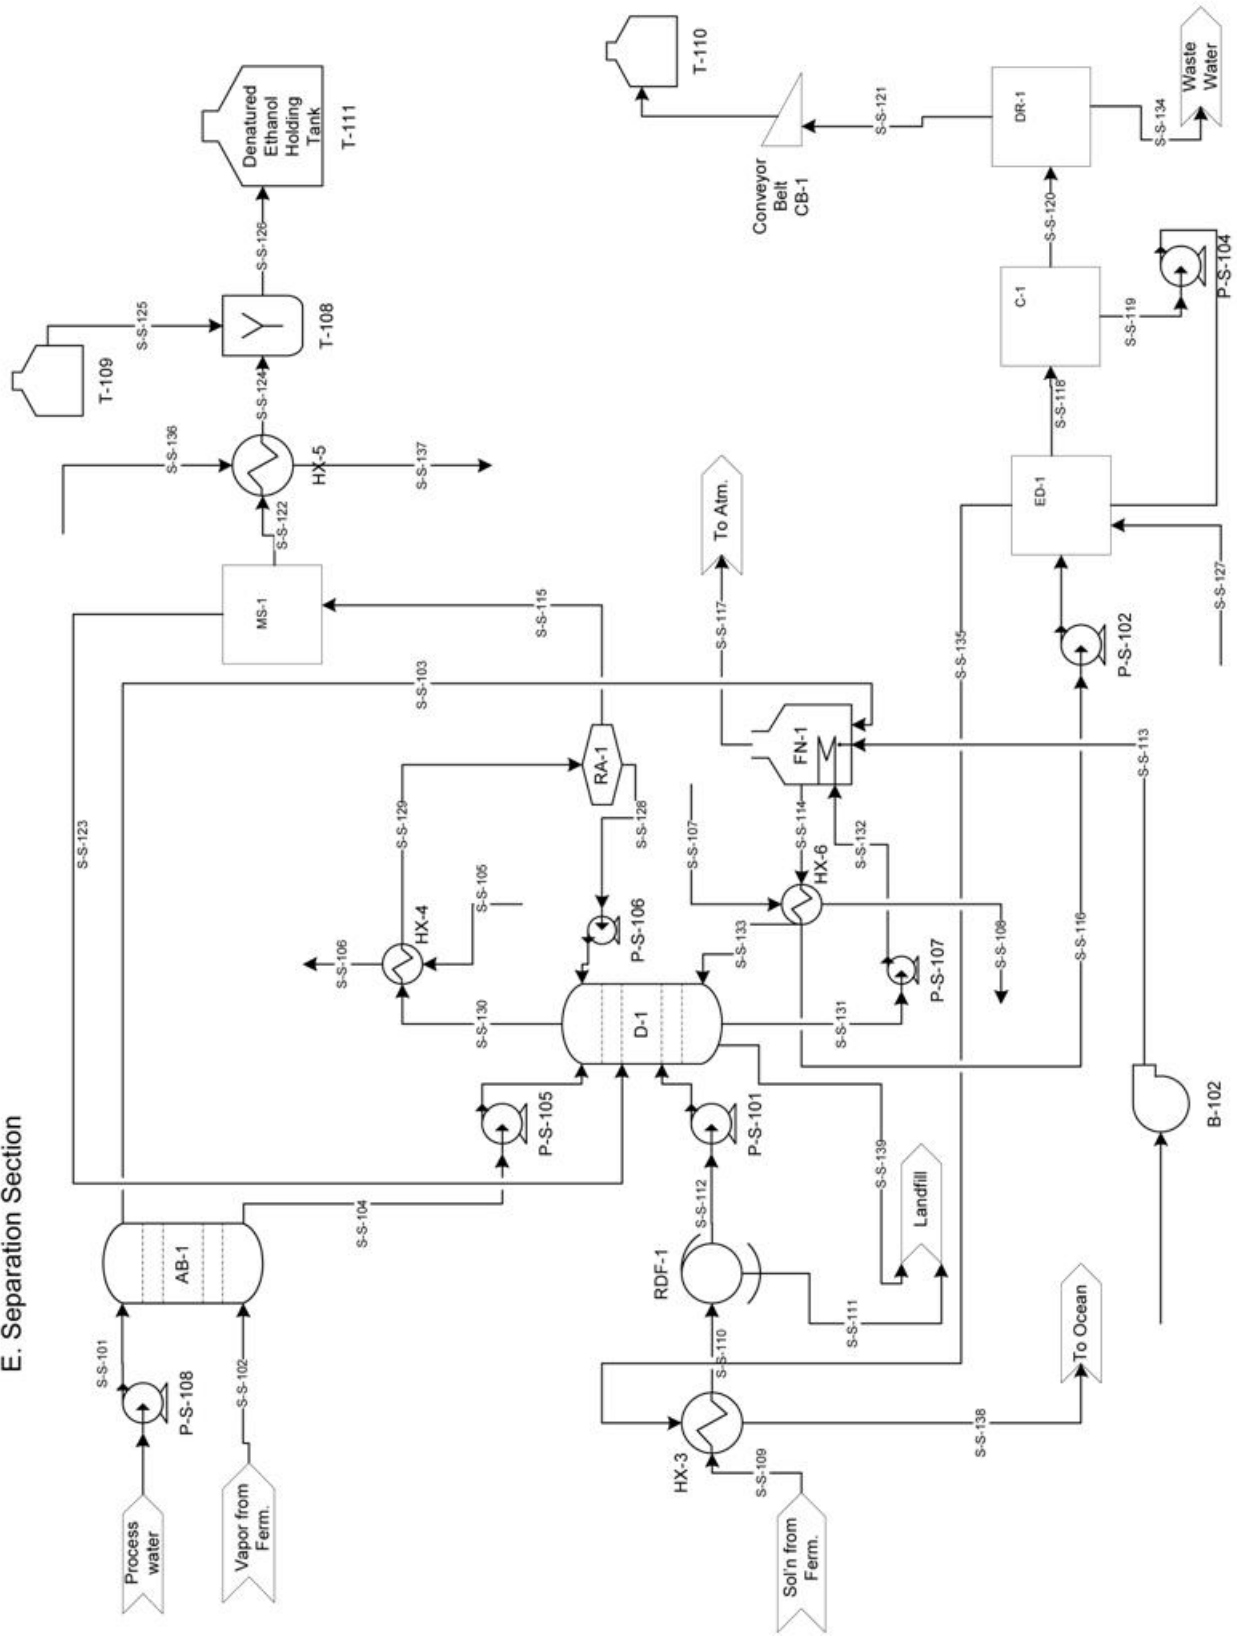 E. Separation Section
Process
water
P-S-108
S-S-101
Vapor from
Ferm.
S-S-102
AB-1
S-S-104
S-S-103
S-S-123
MS-1
S-S-122
S-S-136
HX-5
S-S-137
S-S-124
T-109
S-S-125
T-108
S-S-126
Denatured
Ethanol
Holding
Tank
T-111
P-S-105
S-S-106
HX-4
S-S-105
S-S-130
S-S-129
RA-1
S-S-128
P-S-106
S-S-115
D-1
Sol'n from
Ferm.
S-S-109
HX-3
S-S-110
RDF-1
S-S-112
P-S-101
S-S-111
S-S-139
Landfill
S-S-138
To Ocean
S-S-133
S-S-131
P-S-107
S-S-132
S-S-107
HX-6
S-S-108
S-S-114
FN-1
S-S-117
To Atm.
B-102
S-S-113
S-S-116
S-S-135
P-S-102
S-S-127
ED-1
S-S-118
C-1
S-S-119
P-S-104
S-S-120
DR-1
S-S-134
Waste
Water
S-S-121
Conveyor
Belt
CB-1
T-110